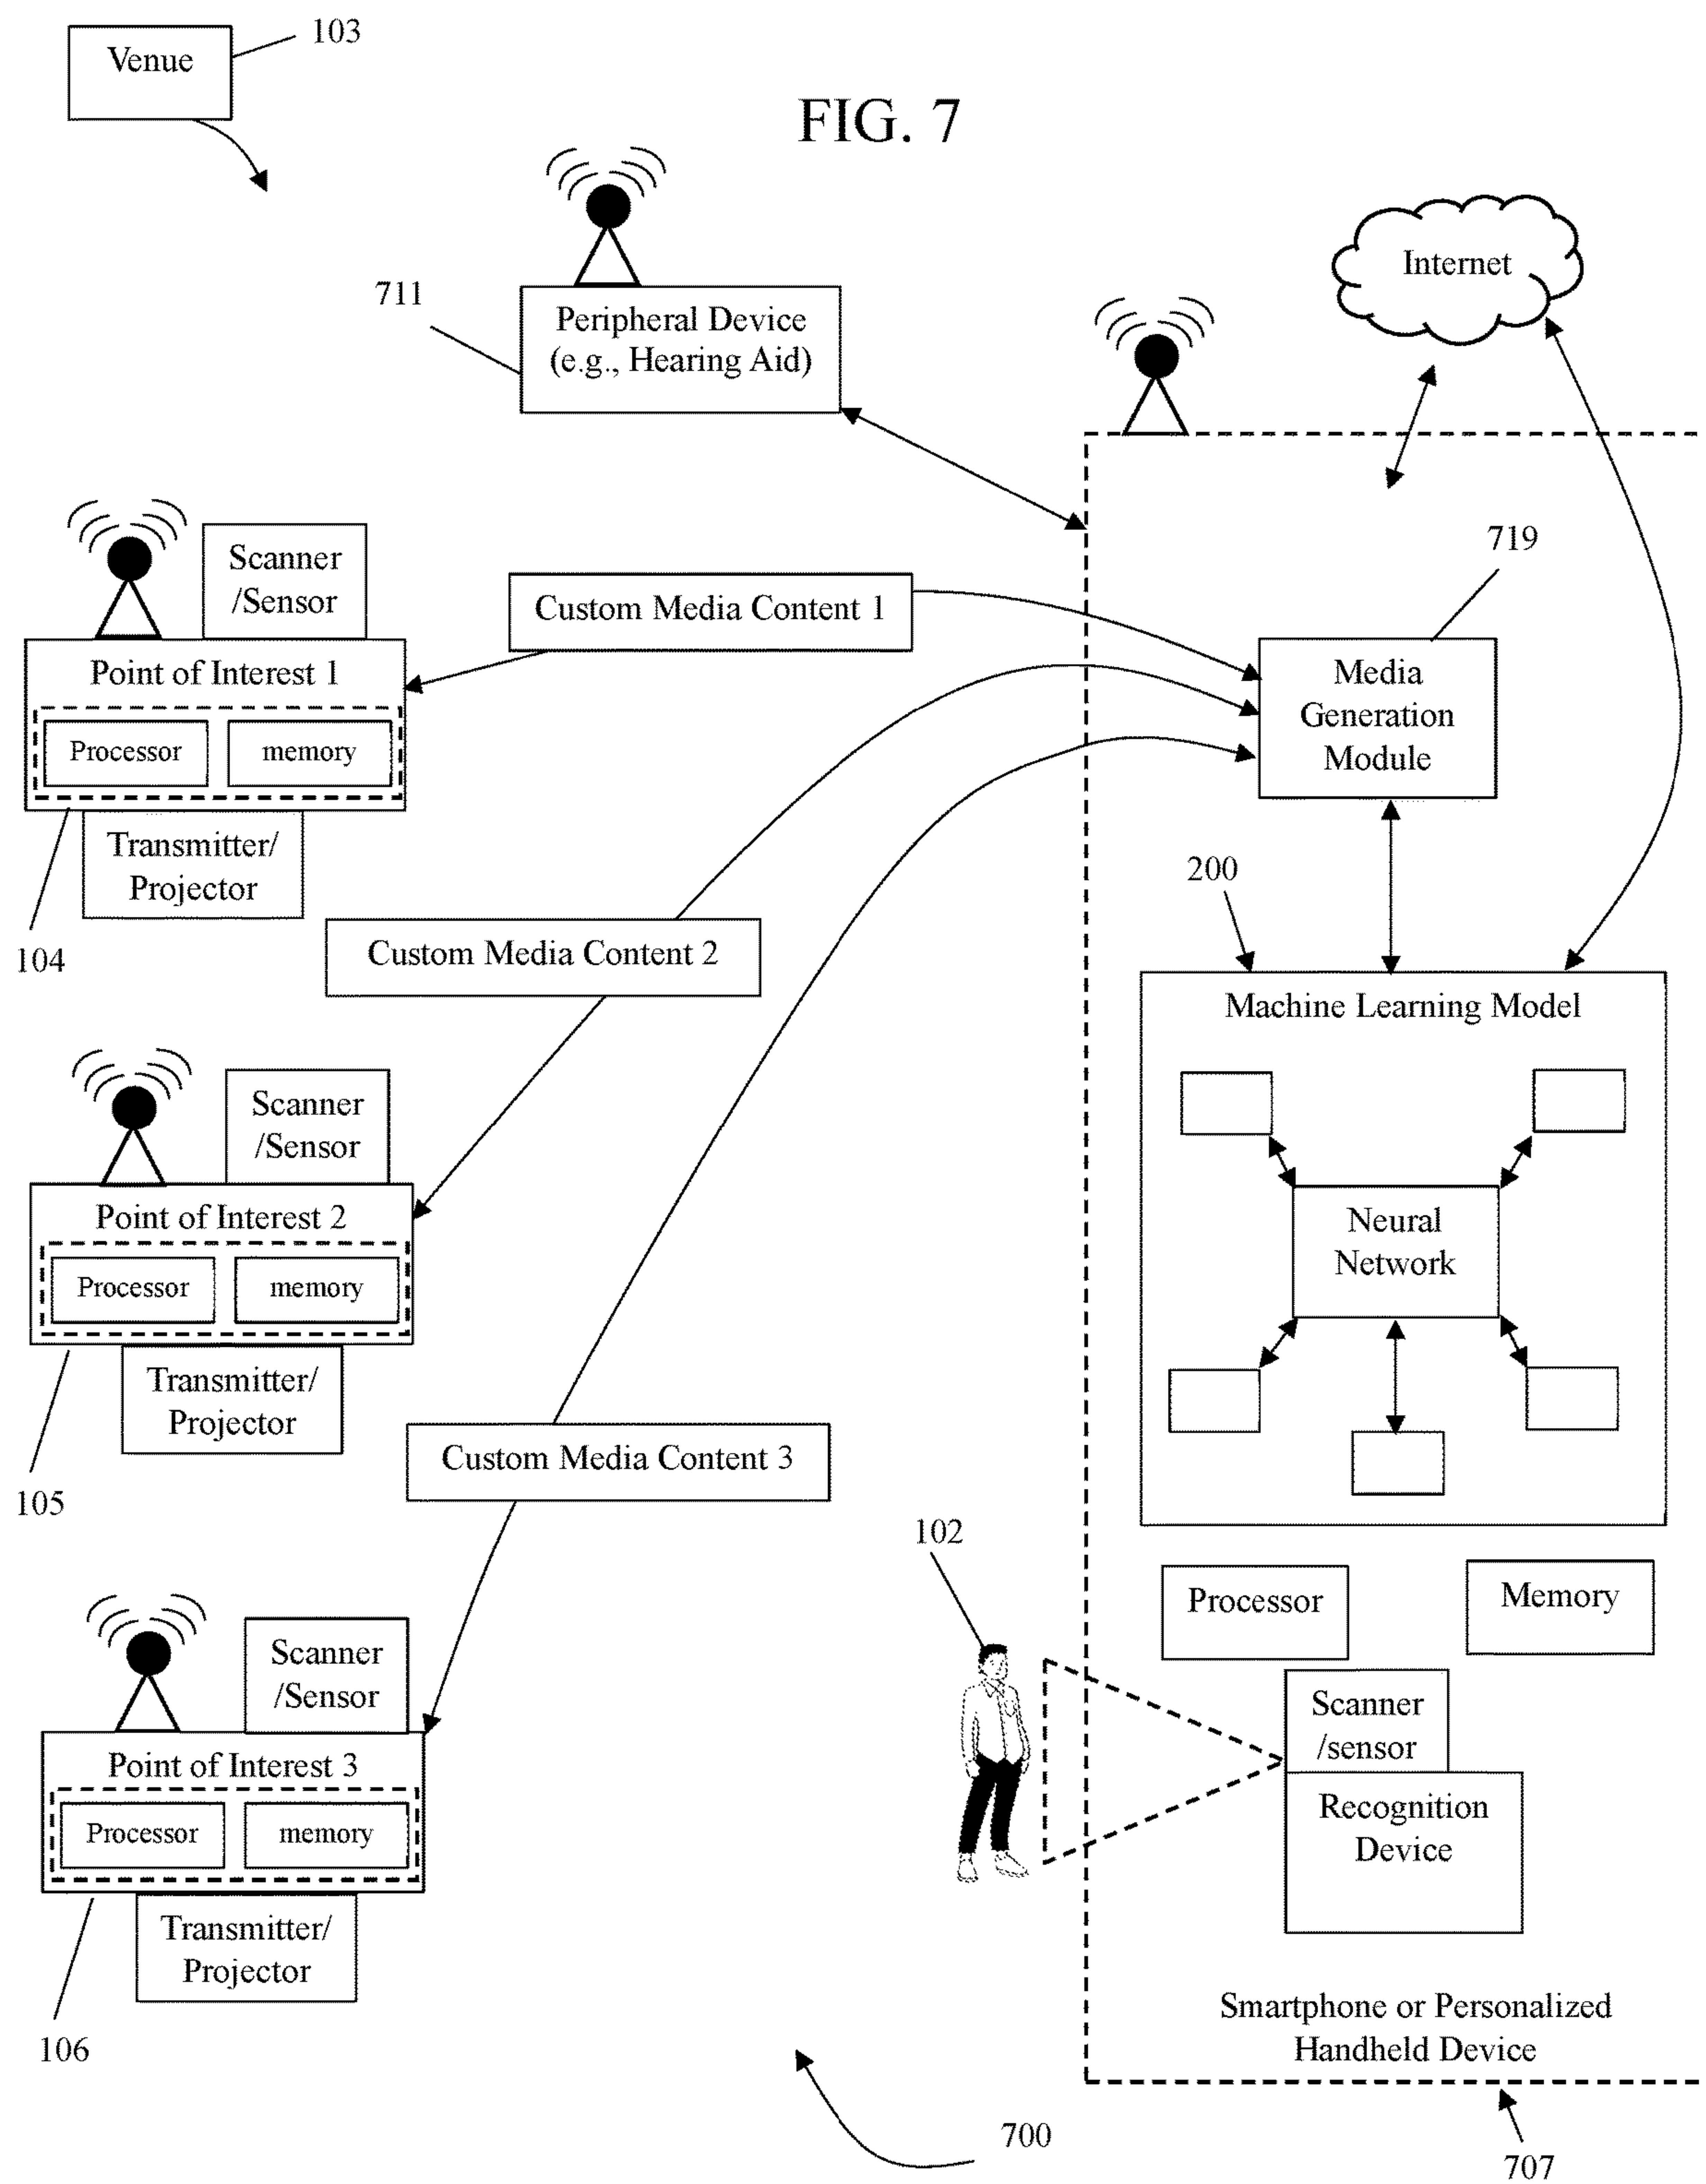 103
Venue
FIG. 7
Internet
711
Peripheral Device
(e.g., Hearing Aid)
719
Scanner
/Sensor
Custom Media Content 1
Point of Interest 1
Processor
memory
Transmitter/
Projector
104
Media
Generation
Module
200
Custom Media Content 2
Machine Learning Model
Neural
Network
Scanner
/Sensor
Point of Interest 2
Processor
memory
Transmitter/
Projector
105
Custom Media Content 3
102
Processor
Memory
Scanner
/sensor
Recognition
Device
Scanner
/Sensor
Point of Interest 3
Processor
memory
Transmitter/
Projector
106
Smartphone or Personalized
Handheld Device
700
707